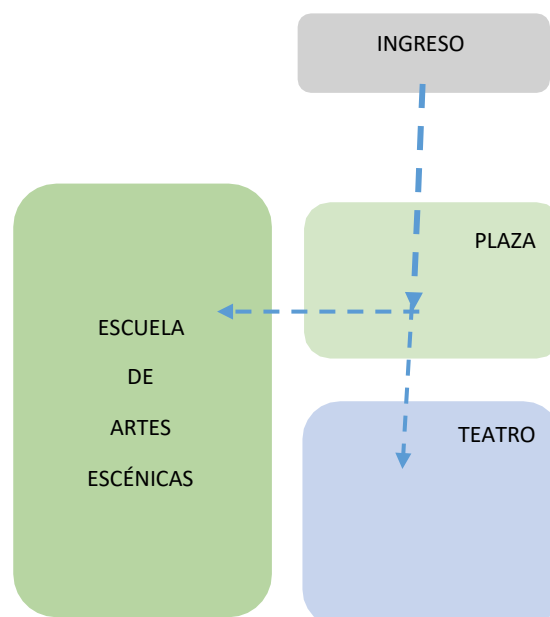 INGRESO
PLAZA
ESCUELA
DE
ARTES
ESCÉNICAS
TEATRO